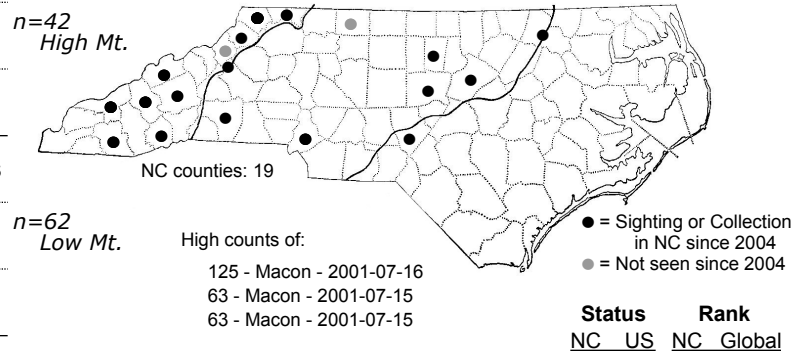 n=42
High Mt.
NC counties: 19
n=62
Low Mt.
High counts of:
125 - Macon - 2001-07-16
63 - Macon - 2001-07-15
63 - Macon - 2001-07-15
= Sighting or Collection
in NC since 2004
= Not seen since 2004
Status Rank
NC US NC Global